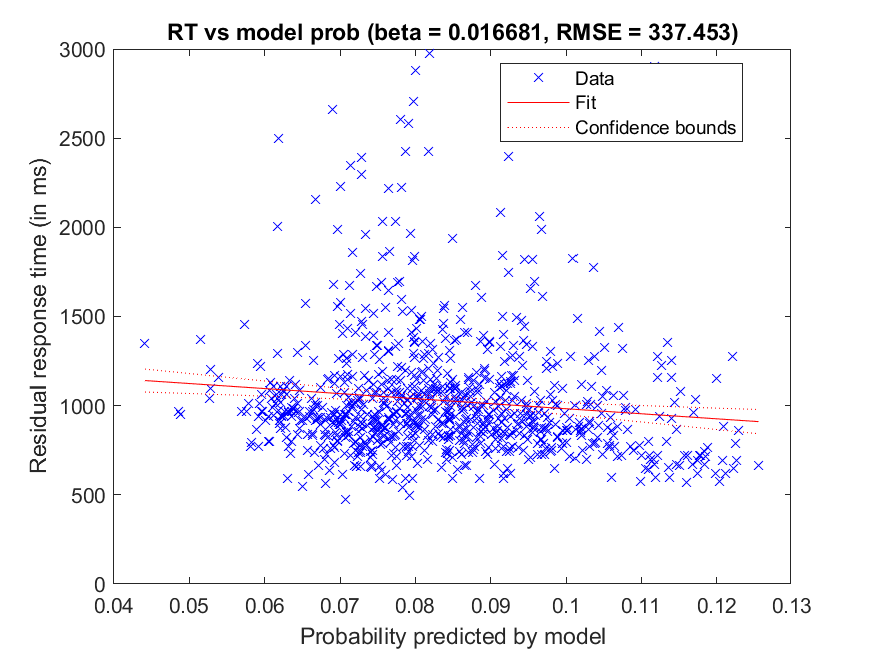 RT vs model prob (beta = 0.016681, RMSE = 337.453)
Data
Fit
Confidence bounds
Residual response time (in ms)
3000
2500
2000
1500
1000
500
0
0.04 0.05 0.06 0.07 0.08 0.09 0.1 0.11 0.12 0.13
Probability predicted by model